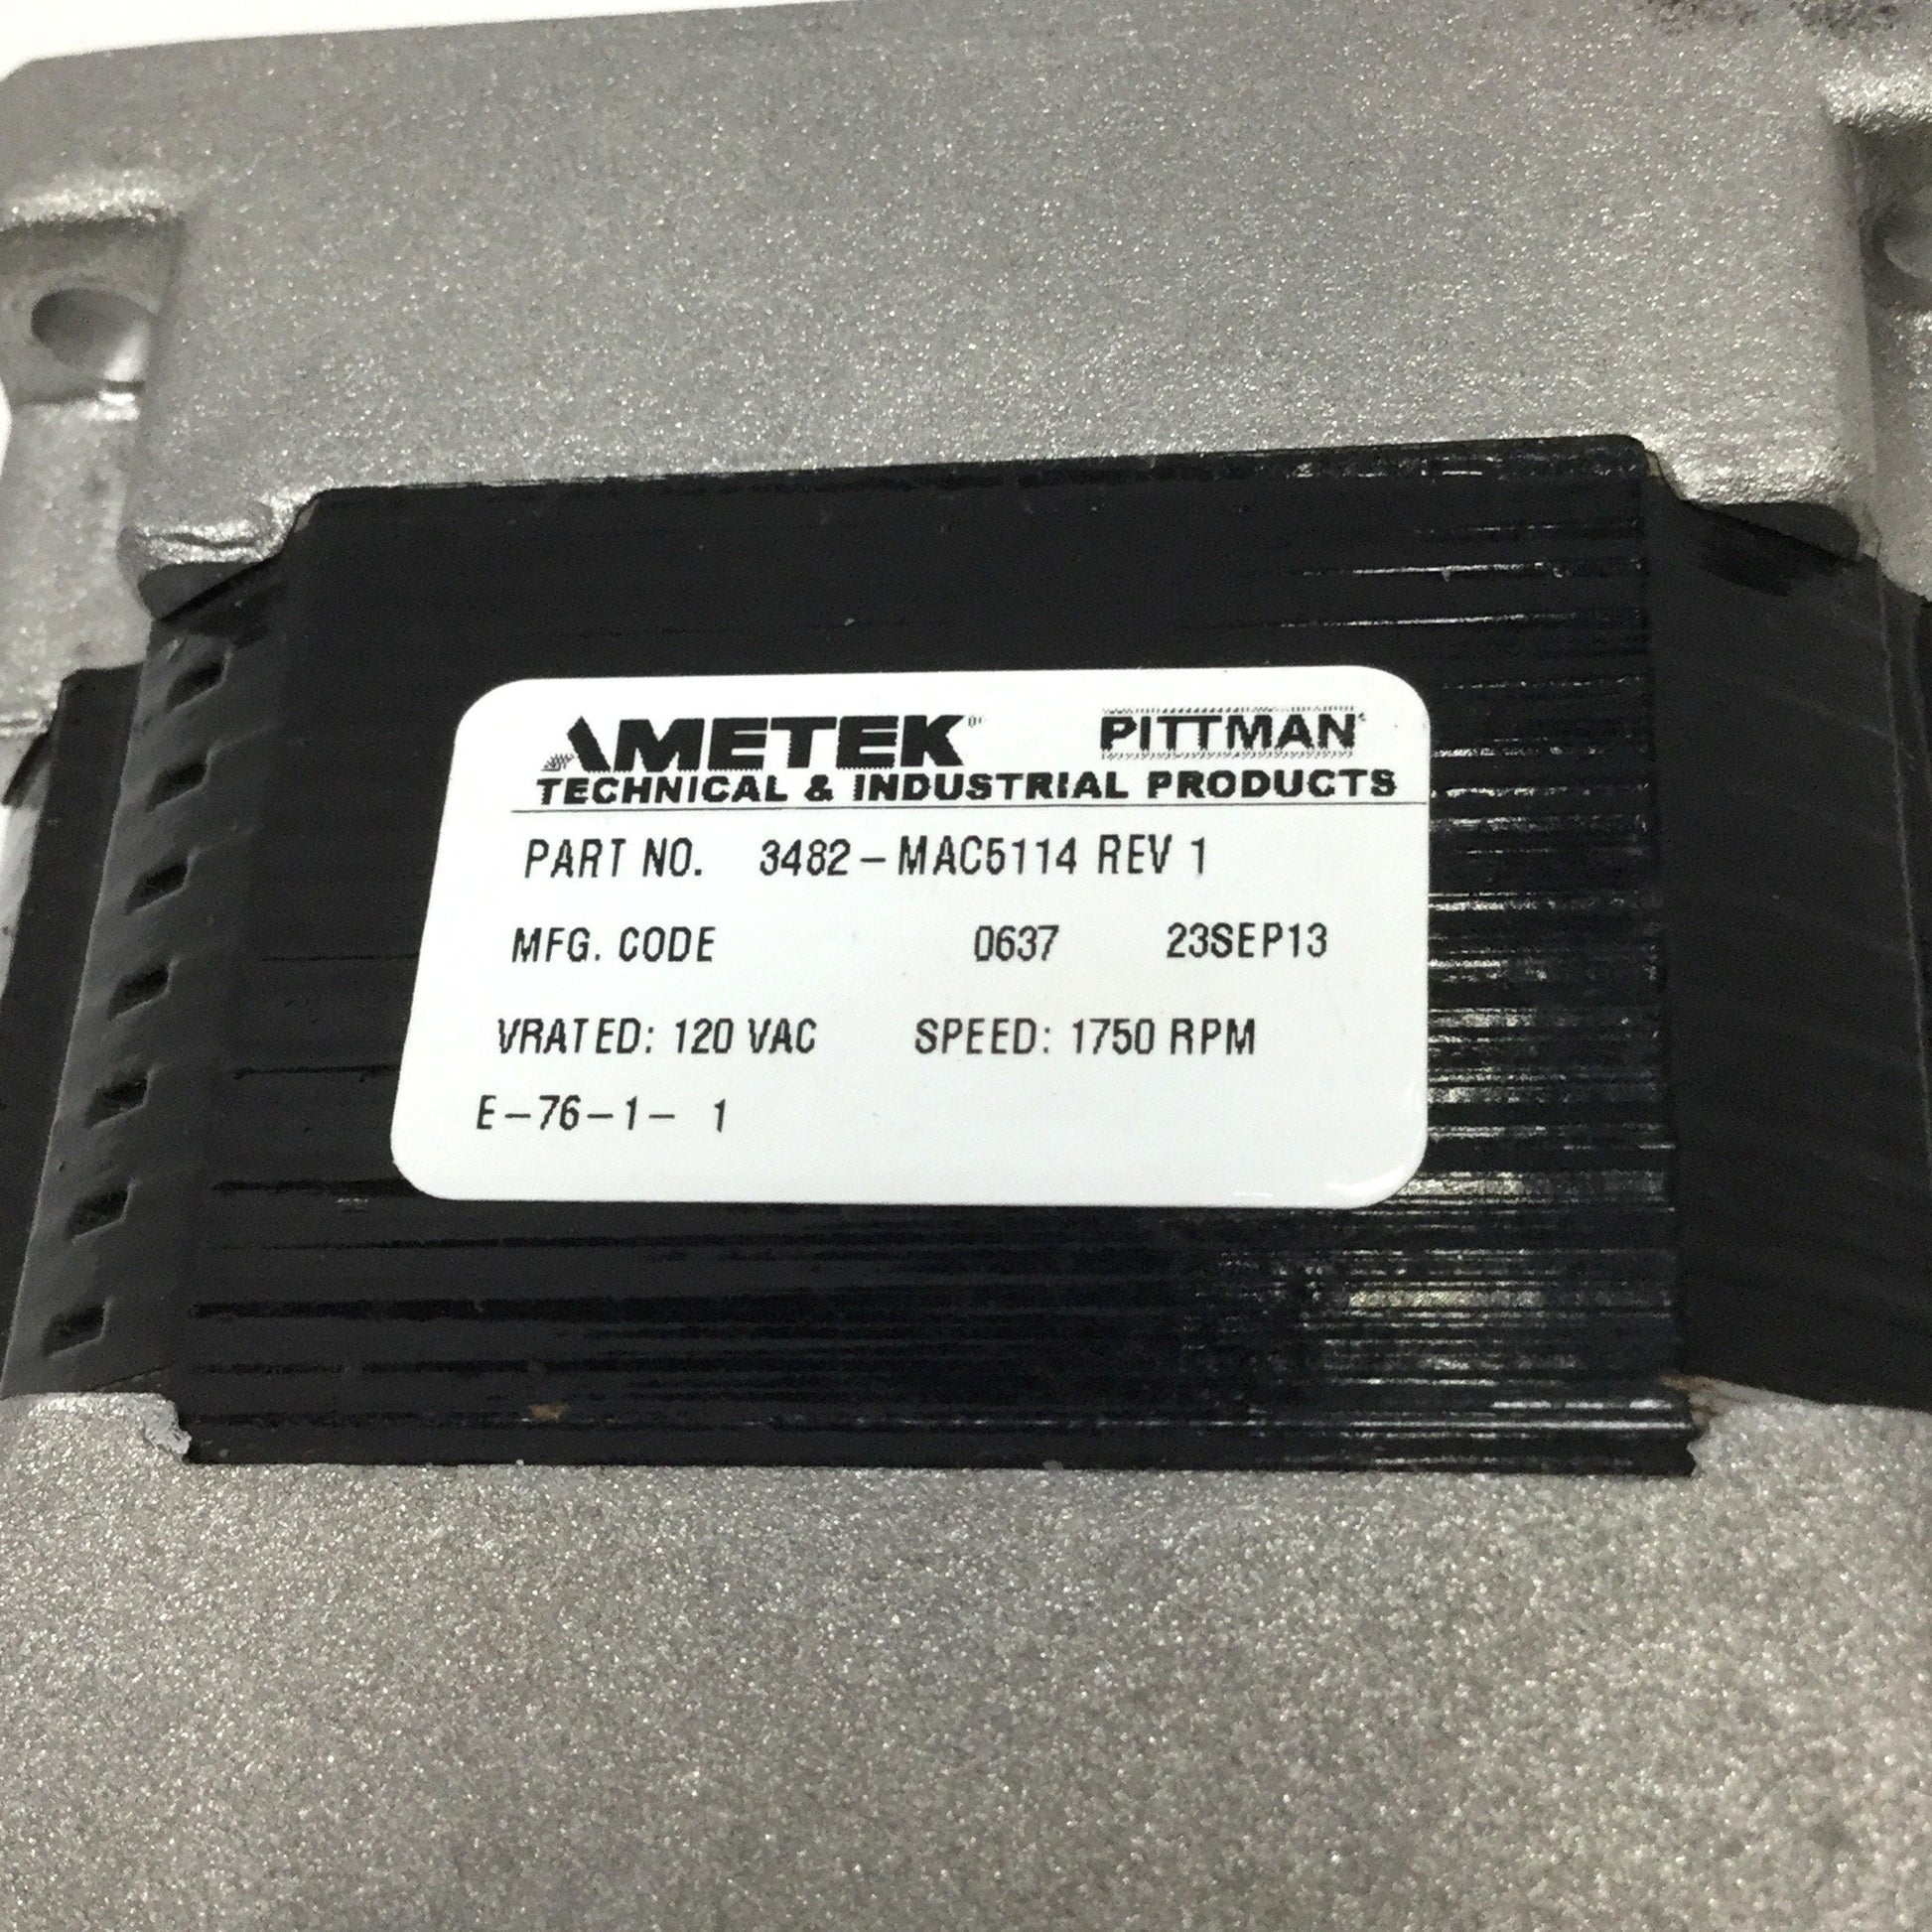 AMETEK® PITTMAN®
TECHNICAL & INDUSTRIAL PRODUCTS
PART NO. 3482-MAC5114 REV 1
MFG. CODE 0637 23SEP13
VRATED: 120 VAC SPEED: 1750 RPM
E-76-1- 1